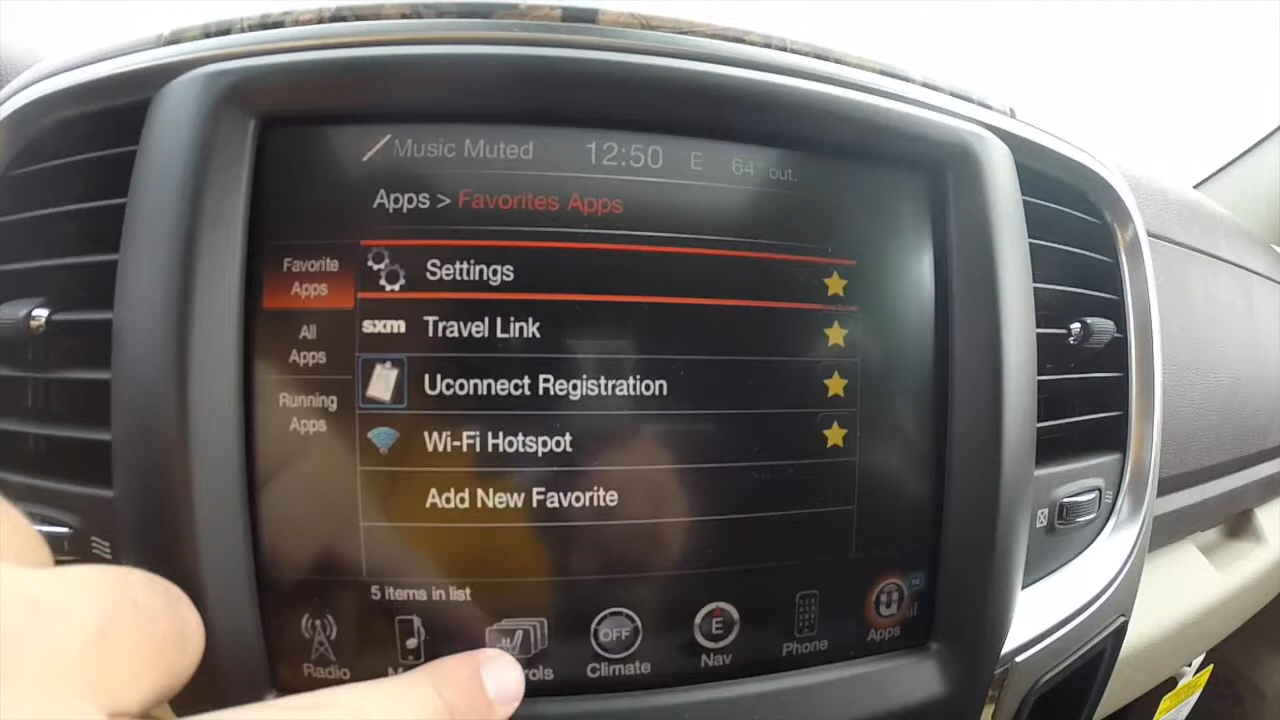 Music Muted 12:50 E 64° out.
Apps > Favorites Apps
Favorite
Apps
Settings
All
Apps
sxm Travel Link
Running
Apps
Uconnect Registration
Wi-Fi Hotspot
Add New Favorite
5 items in list
OFF
E
Radio
Climate
Nav
Phone
Apps